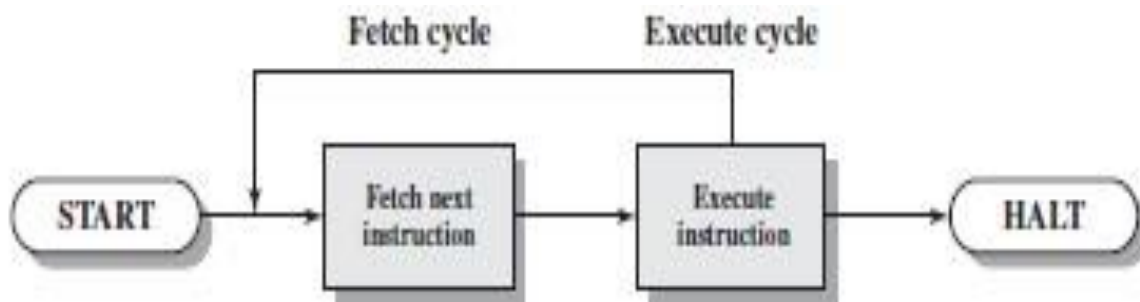 Fetch cycle
Execute cycle
START
Fetch next
instruction
Execute
instruction
HALT